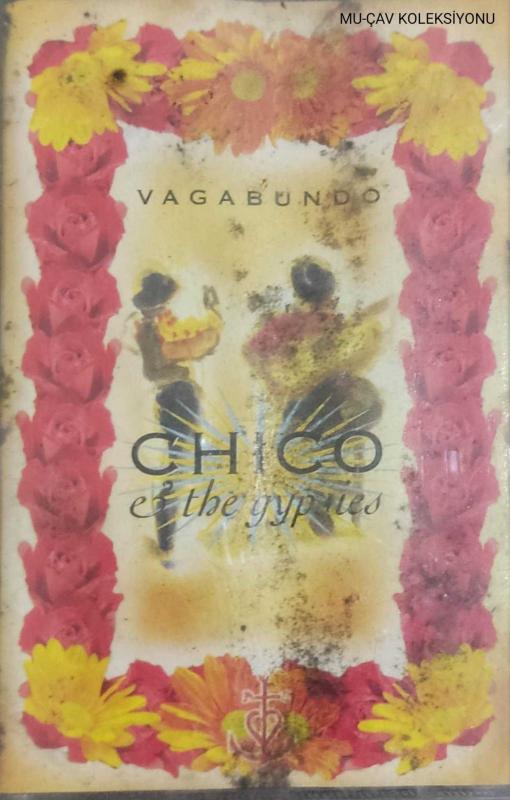 MU-ÇAV KOLEKSİYONU
VAGABUNDO
CHICO
& the gypsies